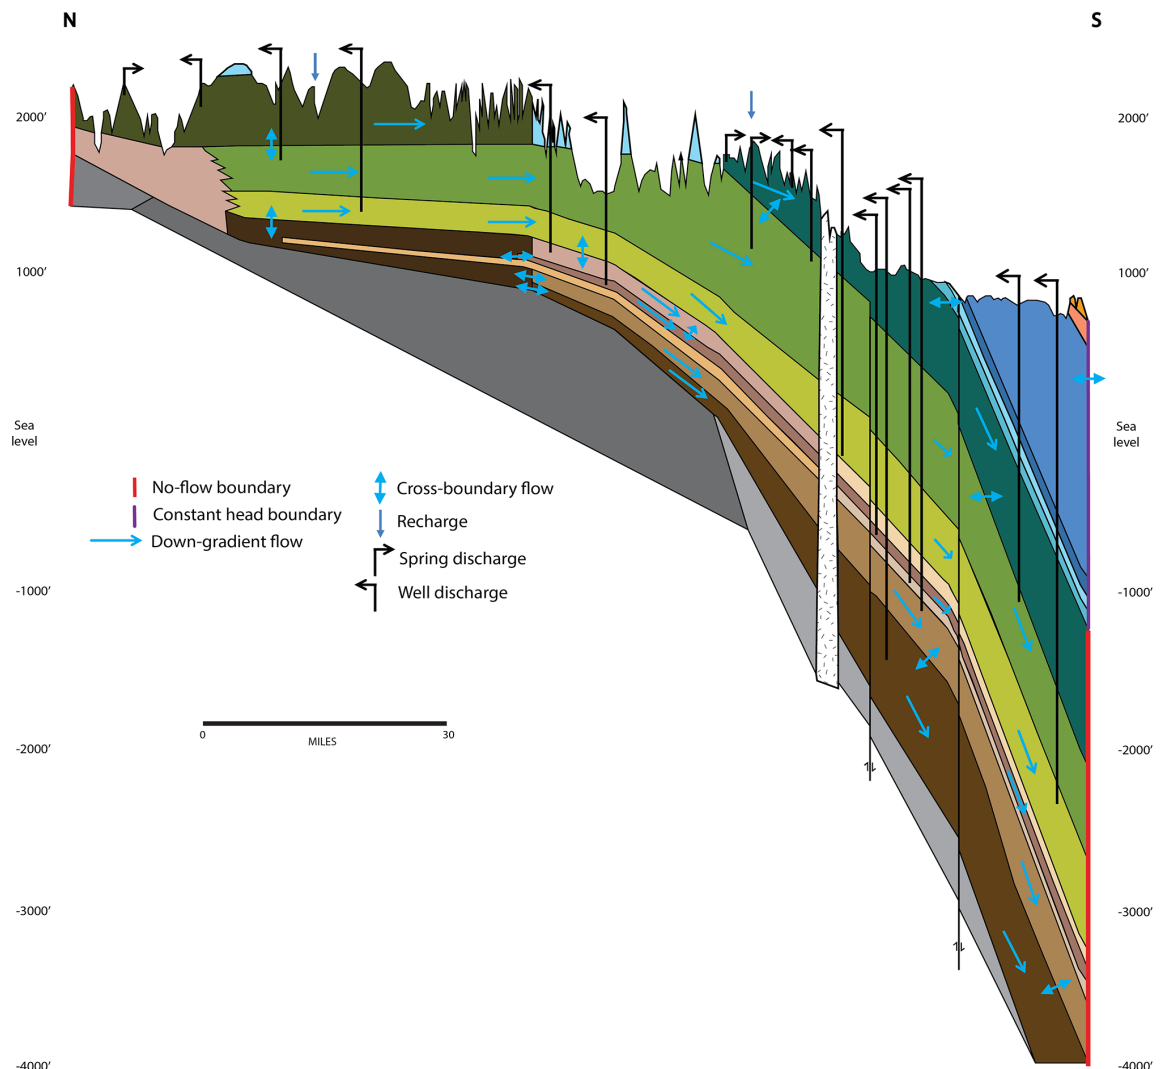 N
S
2000’
2000’
1000’
1000’
Sea
level
Sea
level
No-flow boundary
Constant head boundary
Down-gradient flow
Cross-boundary flow
Recharge
Spring discharge
Well discharge
-1000’
-1000’
0
MILES
30
-2000’
-2000’
-3000’
-3000’
-4000’
-4000’